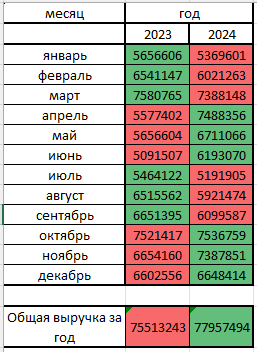 месяц год
2023 2024
январь 5656606 5369601
февраль 6541147 6021263
март 7580765 7388148
апрель 5577402 7488356
май 5656604 6711066
июнь 5091507 6193070
июль 5464122 5191905
август 6515562 5921474
сентябрь 6651395 6099587
октябрь 7521417 7536759
ноябрь 6654160 7387851
декабрь 6602556 6648414
Общая выручка за 75513243 77957494
год